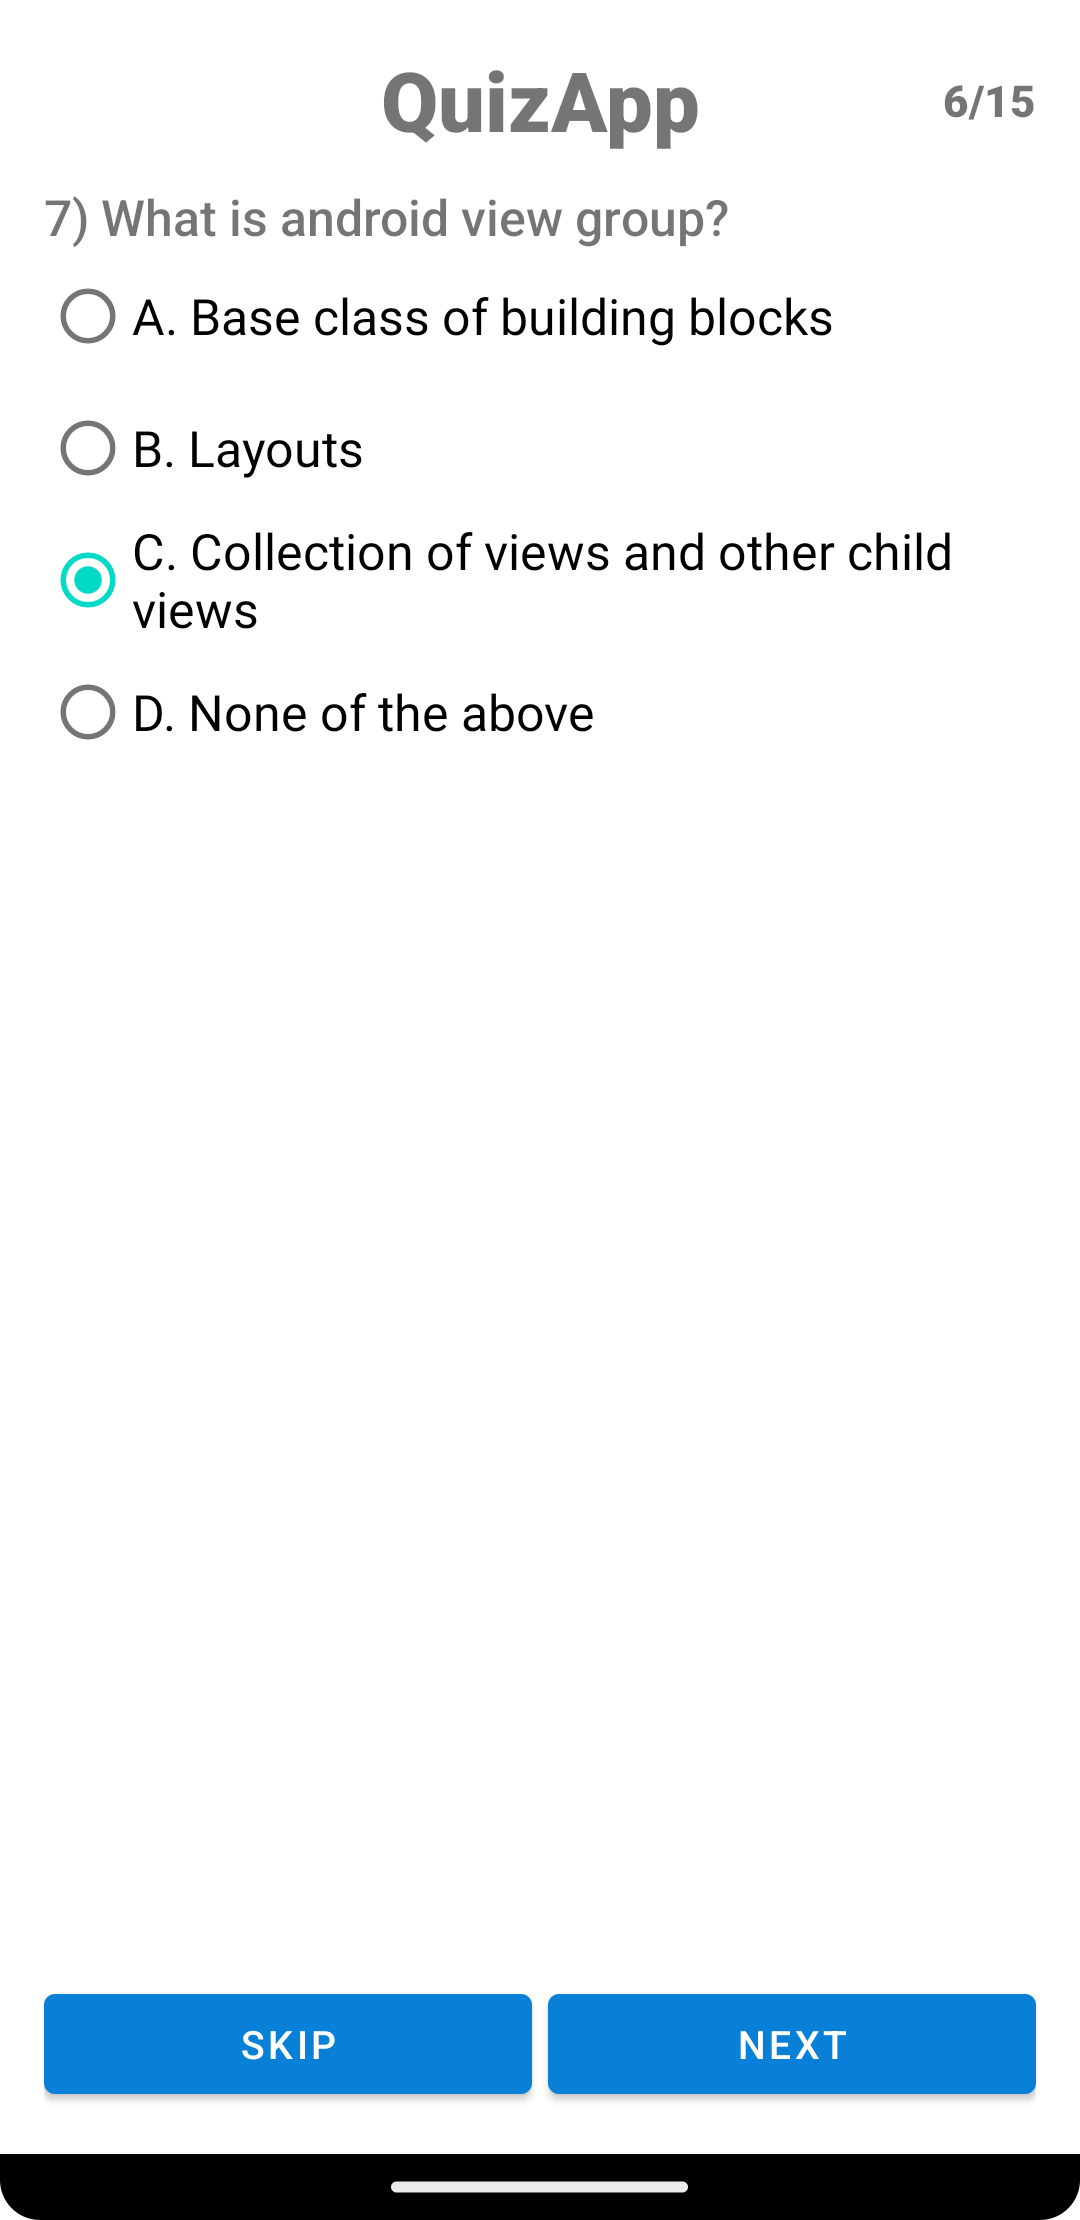 QuizApp
6/15
7) What is android view group?
A. Base class of building blocks
B. Layouts
C. Collection of views and other child
views
D. None of the above
SKIP
NEXT